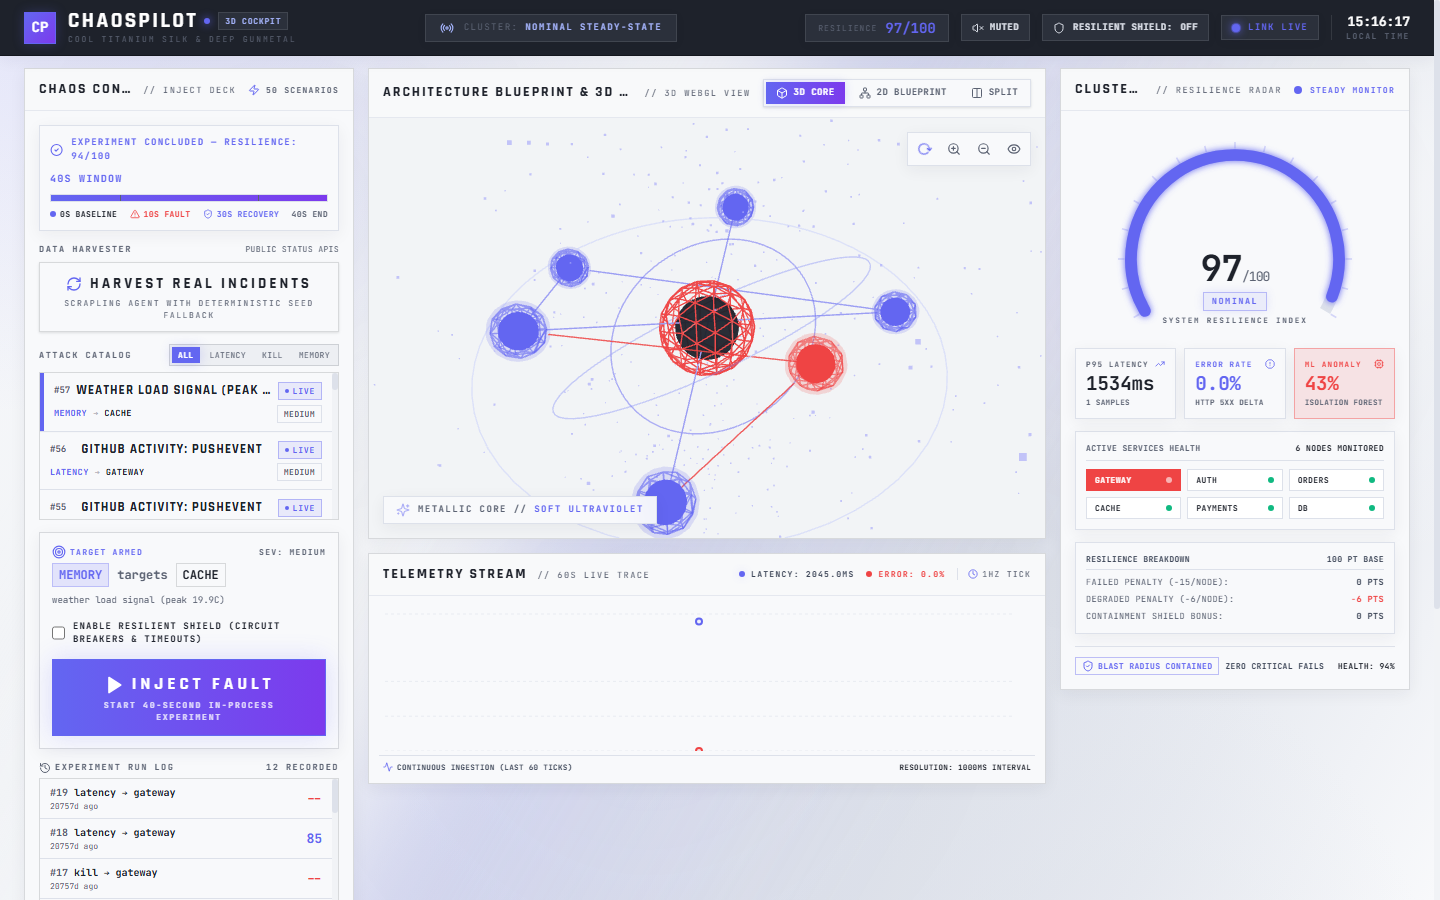 CP
CHAOSPILOT
3D COCKPIT
COOL TITANIUM SILK & DEEP GUNMETAL
CLUSTER: NOMINAL STEADY-STATE
RESILIENCE 97/100
MUTED
RESILIENT SHIELD: OFF
LINK LIVE
15:16:17
LOCAL TIME
CHAOS CON…
// INJECT DECK
50 SCENARIOS
EXPERIMENT CONCLUDED — RESILIENCE:
94/100
40S WINDOW
0S BASELINE
10S FAULT
30S RECOVERY
40S END
DATA HARVESTER
PUBLIC STATUS APIS
HARVEST REAL INCIDENTS
SCRAPLING AGENT WITH DETERMINISTIC SEED
FALLBACK
ATTACK CATALOG
ALL
LATENCY
KILL
MEMORY
#57 WEATHER LOAD SIGNAL (PEAK …
LIVE
MEMORY → CACHE
MEDIUM
#56 GITHUB ACTIVITY: PUSHEVENT
LIVE
LATENCY → GATEWAY
MEDIUM
#55 GITHUB ACTIVITY: PUSHEVENT
LIVE
TARGET ARMED
SEV: MEDIUM
MEMORY targets CACHE
weather load signal (peak 19.9C)
ENABLE RESILIENT SHIELD (CIRCUIT
BREAKERS & TIMEOUTS)
INJECT FAULT
START 40-SECOND IN-PROCESS
EXPERIMENT
EXPERIMENT RUN LOG
12 RECORDED
#19 latency → gateway
20757d ago
——
#18 latency → gateway
20757d ago
85
#17 kill → gateway
20757d ago
——
ARCHITECTURE BLUEPRINT & 3D …
// 3D WEBGL VIEW
3D CORE
2D BLUEPRINT
SPLIT
METALLIC CORE // SOFT ULTRAVIOLET
TELEMETRY STREAM
// 60S LIVE TRACE
LATENCY: 2045.0MS
ERROR: 0.0%
1HZ TICK
CONTINUOUS INGESTION (LAST 60 TICKS)
RESOLUTION: 1000MS INTERVAL
CLUSTE…
// RESILIENCE RADAR
STEADY MONITOR
97/100
NOMINAL
SYSTEM RESILIENCE INDEX
P95 LATENCY
1534ms
1 SAMPLES
ERROR RATE
0.0%
HTTP 5XX DELTA
ML ANOMALY
43%
ISOLATION FOREST
ACTIVE SERVICES HEALTH
6 NODES MONITORED
GATEWAY
AUTH
ORDERS
CACHE
PAYMENTS
DB
RESILIENCE BREAKDOWN
100 PT BASE
FAILED PENALTY (-15/NODE):
0 PTS
DEGRADED PENALTY (-6/NODE):
-6 PTS
CONTAINMENT SHIELD BONUS:
0 PTS
BLAST RADIUS CONTAINED
ZERO CRITICAL FAILS
HEALTH: 94%